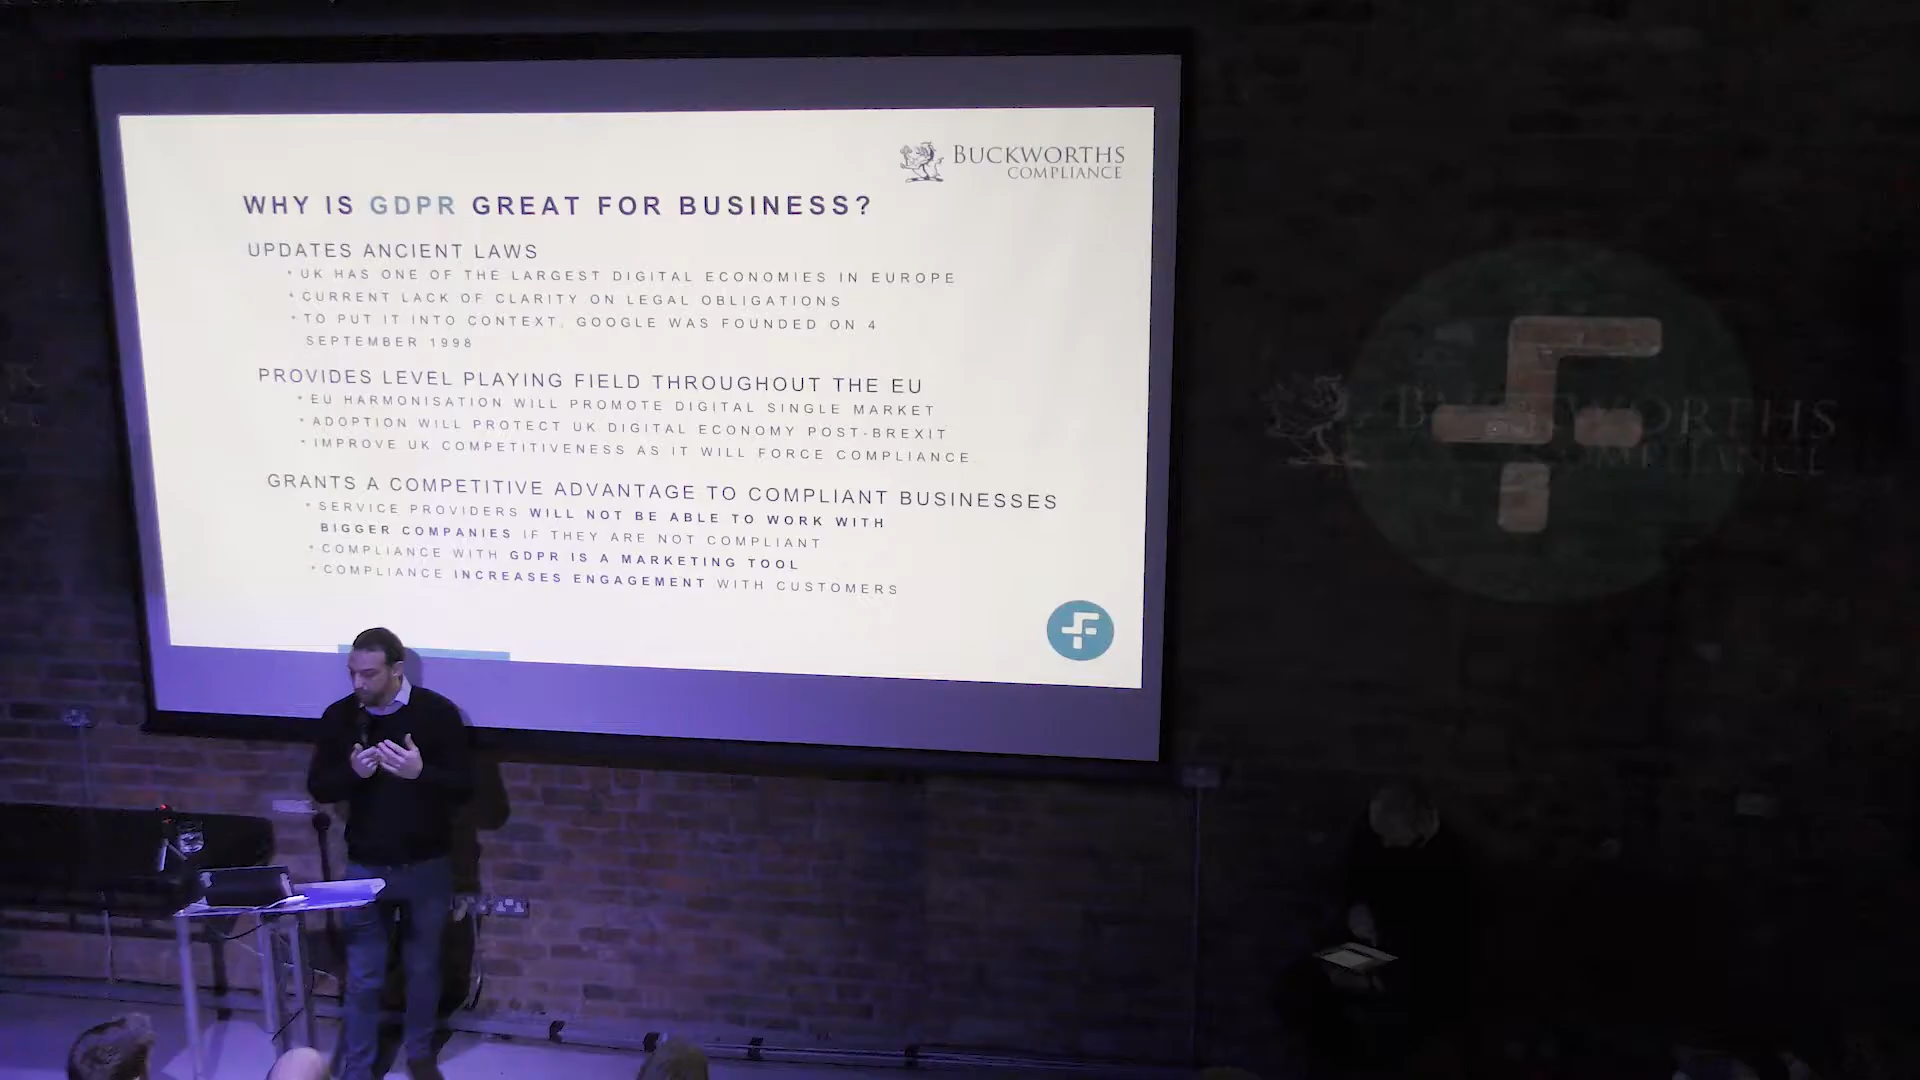 BUCKWORTHS
COMPLIANCE
WHY IS GDPR GREAT FOR BUSINESS?
UPDATES ANCIENT LAWS
• UK HAS ONE OF THE LARGEST DIGITAL ECONOMIES IN EUROPE
• CURRENT LACK OF CLARITY ON LEGAL OBLIGATIONS
• TO PUT IT INTO CONTEXT, GOOGLE WAS FOUNDED ON 4
SEPTEMBER 1998
PROVIDES LEVEL PLAYING FIELD THROUGHOUT THE EU
• EU HARMONISATION WILL PROMOTE DIGITAL SINGLE MARKET
• ADOPTION WILL PROTECT UK DIGITAL ECONOMY POST-BREXIT
• IMPROVE UK COMPETITIVENESS AS IT WILL FORCE COMPLIANCE
GRANTS A COMPETITIVE ADVANTAGE TO COMPLIANT BUSINESSES
• SERVICE PROVIDERS WILL NOT BE ABLE TO WORK WITH
BIGGER COMPANIES IF THEY ARE NOT COMPLIANT
• COMPLIANCE WITH GDPR IS A MARKETING TOOL
• COMPLIANCE INCREASES ENGAGEMENT WITH CUSTOMERS
BUCKWORTHS
COMPLIANCE